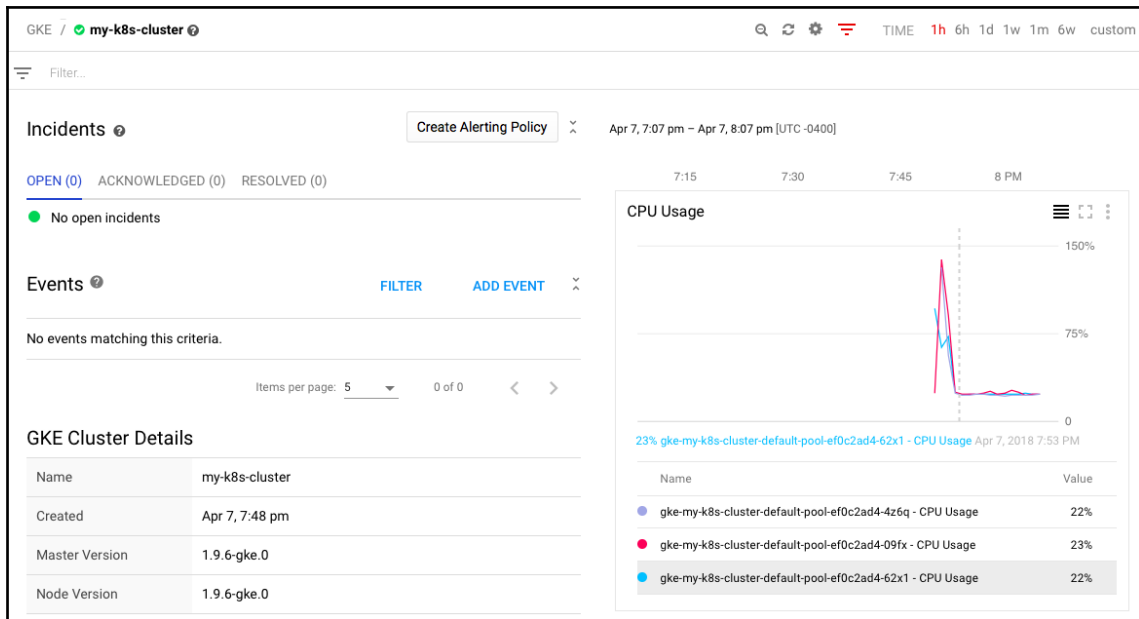 GKE / my-k8s-cluster
TIME 1h 6h 1d 1w 1m 6w custom
Filter...
Incidents
Create Alerting Policy
OPEN (0) ACKNOWLEDGED (0) RESOLVED (0)
No open incidents
Events
FILTER ADD EVENT
No events matching this criteria.
Items per page: 5 0 of 0
GKE Cluster Details
Name my-k8s-cluster
Created Apr 7, 7:48 pm
Master Version 1.9.6-gke.0
Node Version 1.9.6-gke.0
Apr 7, 7:07 pm – Apr 7, 8:07 pm [UTC -0400]
7:15 7:30 7:45 8 PM
CPU Usage
150%
75%
0
23% gke-my-k8s-cluster-default-pool-ef0c2ad4-62x1 - CPU Usage Apr 7, 2018 7:53 PM
Name Value
gke-my-k8s-cluster-default-pool-ef0c2ad4-4z6q - CPU Usage 22%
gke-my-k8s-cluster-default-pool-ef0c2ad4-09fx - CPU Usage 23%
gke-my-k8s-cluster-default-pool-ef0c2ad4-62x1 - CPU Usage 22%